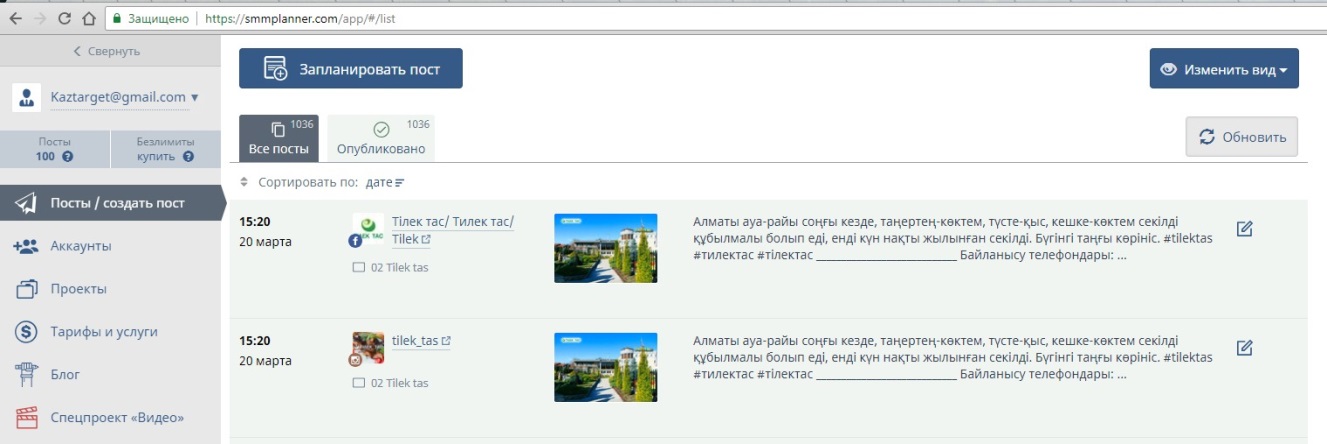 Защищено | https://smmplanner.com/app/#/list
Свернуть
Kaztarget@gmail.com
Посты
100
Безлимиты
купить
Посты / создать пост
Аккаунты
Проекты
Тарифы и услуги
Блог
Спецпроект «Видео»
Запланировать пост
Изменить вид
1036
Все посты
1036
Опубликовано
Обновить
Сортировать по: дате
15:20
20 марта
Тілек тас/ Тилек тас/
Tilek
02 Tilek tas
Алматы ауа-райы соңғы кезде, таңертең-көктем, түсте-қыс, кешке-көктем секілді
құбылмалы болып еді, енді күн нақты жылынған секілді. Бүгінгі таңғы көрініс. #tilektas
#тилектас #тілектас ___________________________ Байланысу телефондары: ...
15:20
20 марта
tilek_tas
02 Tilek tas
Алматы ауа-райы соңғы кезде, таңертең-көктем, түсте-қыс, кешке-көктем секілді
құбылмалы болып еді, енді күн нақты жылынған секілді. Бүгінгі таңғы көрініс. #tilektas
#тилектас #тілектас ___________________________ Байланысу телефондары: ...